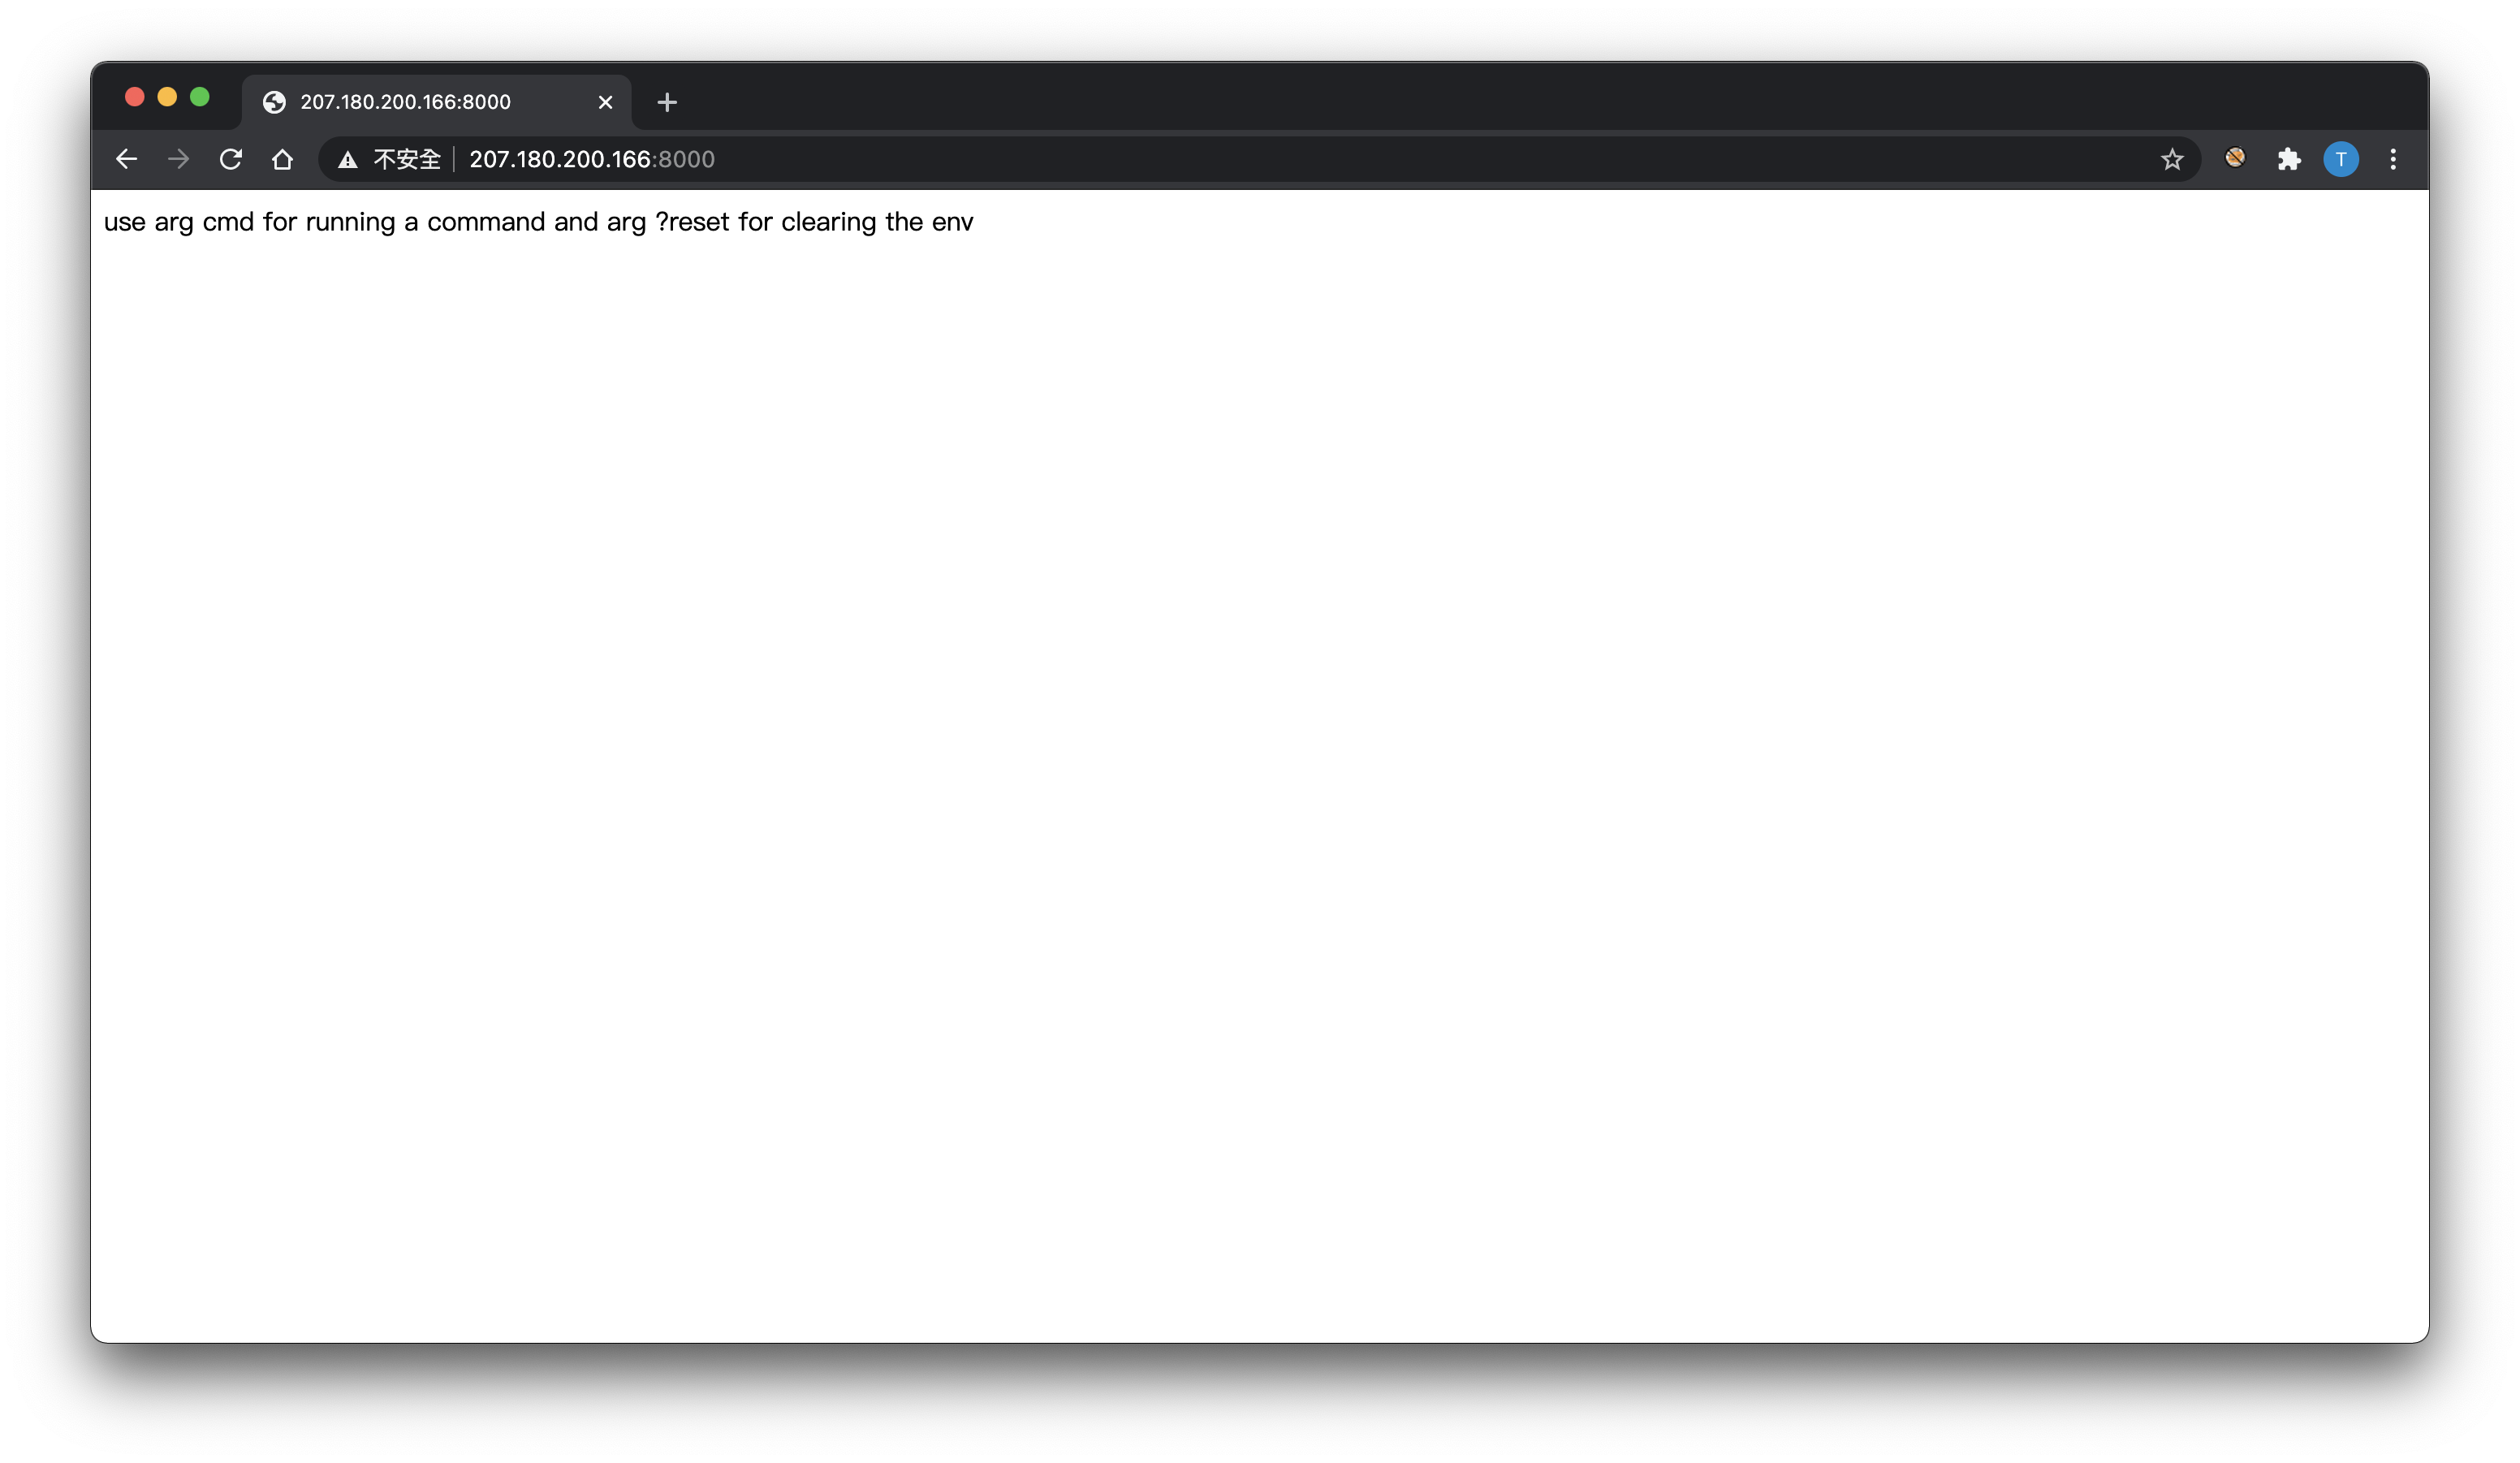 207.180.200.166:8000
不安全 207.180.200.166:8000
T
use arg cmd for running a command and arg ?reset for clearing the env